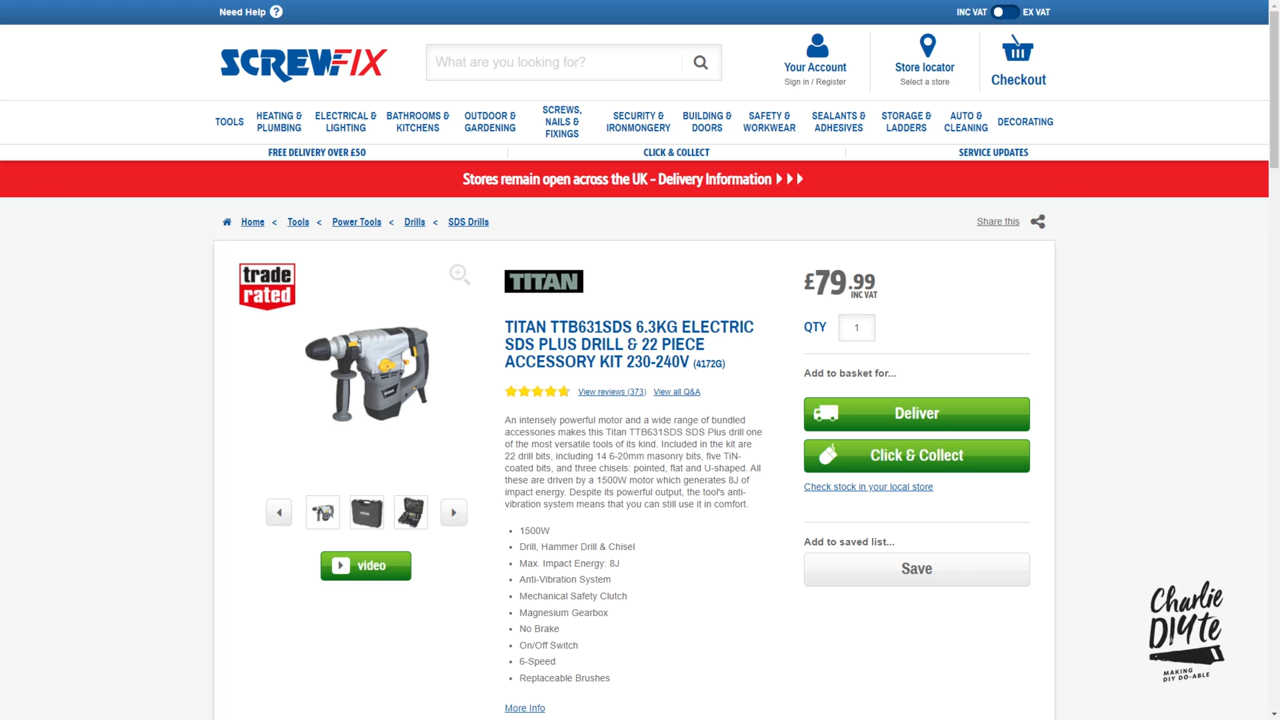 Need Help ?
INC VAT EX VAT
SCREWFIX
What are you looking for?
Your Account
Sign in / Register
Store locator
Select a store
Checkout
TOOLS
HEATING &
PLUMBING
ELECTRICAL &
LIGHTING
BATHROOMS &
KITCHENS
OUTDOOR &
GARDENING
SCREWS,
NAILS &
FIXINGS
SECURITY &
IRONMONGERY
BUILDING &
DOORS
SAFETY &
WORKWEAR
SEALANTS &
ADHESIVES
STORAGE &
LADDERS
AUTO &
CLEANING
DECORATING
FREE DELIVERY OVER £50
CLICK & COLLECT
SERVICE UPDATES
Stores remain open across the UK - Delivery Information
Home < Tools < Power Tools < Drills < SDS Drills
Share this
trade
rated
TITAN
TITAN TTB631SDS 6.3KG ELECTRIC
SDS PLUS DRILL & 22 PIECE
ACCESSORY KIT 230-240V (4172G)
View reviews (373) View all Q&A
An intensely powerful motor and a wide range of bundled
accessories makes this Titan TTB631SDS SDS Plus drill one
of the most versatile tools of its kind. Included in the kit are
22 drill bits, including 14 6-20mm masonry bits, five TiN-
coated bits, and three chisels: pointed, flat and U-shaped. All
these are driven by a 1500W motor which generates 8J of
impact energy. Despite its powerful output, the tool's anti-
vibration system means that you can still use it in comfort.
• 1500W
• Drill, Hammer Drill & Chisel
• Max. Impact Energy: 8J
• Anti-Vibration System
• Mechanical Safety Clutch
• Magnesium Gearbox
• No Brake
• On/Off Switch
• 6-Speed
• Replaceable Brushes
More Info
video
£79.99
INC VAT
QTY 1
Add to basket for...
Deliver
Click & Collect
Check stock in your local store
Add to saved list...
Save
Charlie
DIYte
MAKING
DIY DO-ABLE